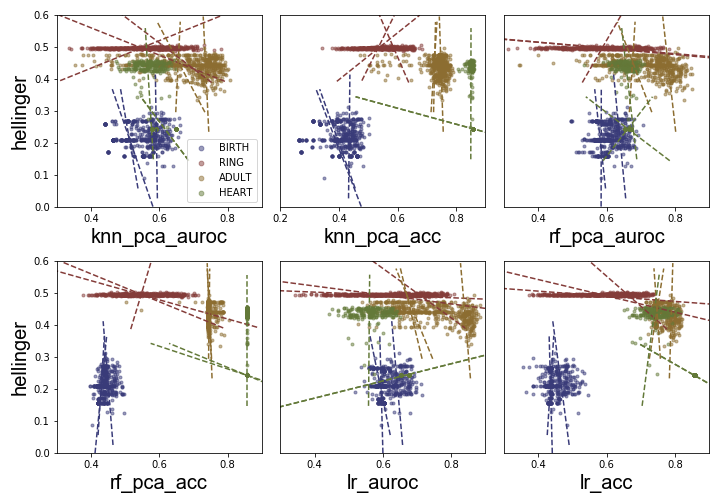 hellinger
0.6
0.5
0.4
0.3
0.2
0.1
0.0
BIRTH
RING
ADULT
HEART
0.4 0.6 0.8
0.2 0.4 0.6 0.8
0.4 0.6 0.8
knn_pca_auroc
knn_pca_acc
rf_pca_auroc
hellinger
0.6
0.5
0.4
0.3
0.2
0.1
0.0
0.4 0.6 0.8
0.4 0.6 0.8
0.4 0.6 0.8
rf_pca_acc
lr_auroc
lr_acc